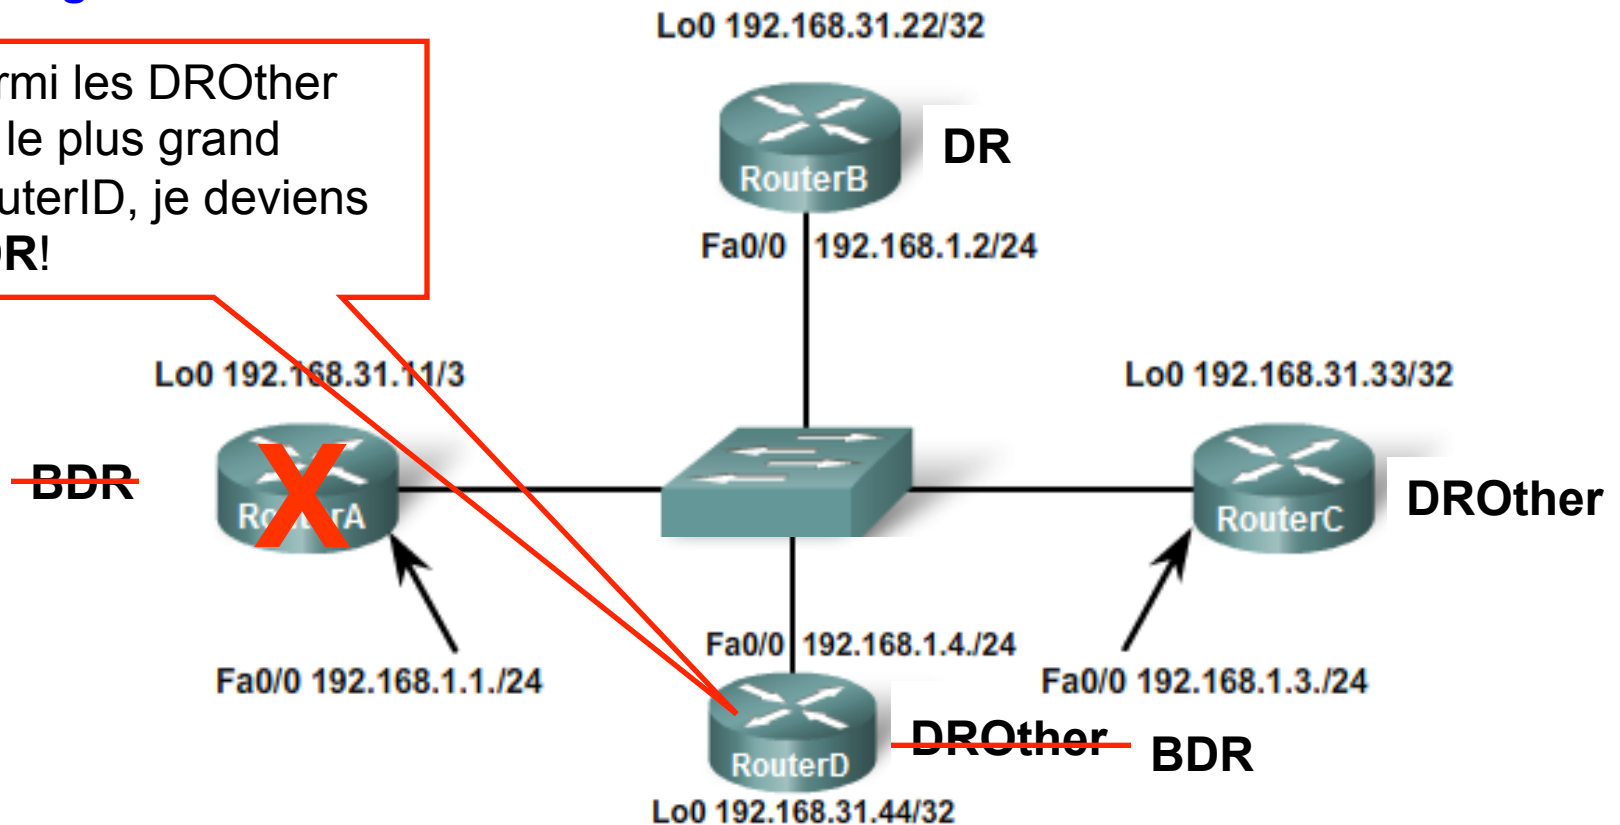 Lo0 192.168.31.22/32
rmi les DROther
le plus grand
uterID, je deviens
R!
DR
RouterB
Fa0/0 192.168.1.2/24
Lo0 192.168.31.11/3
Lo0 192.168.31.33/32
BDR
RouterA
RouterC
DROther
Fa0/0 192.168.1.4./24
Fa0/0 192.168.1.1./24
Fa0/0 192.168.1.3./24
DROther BDR
RouterD
Lo0 192.168.31.44/32